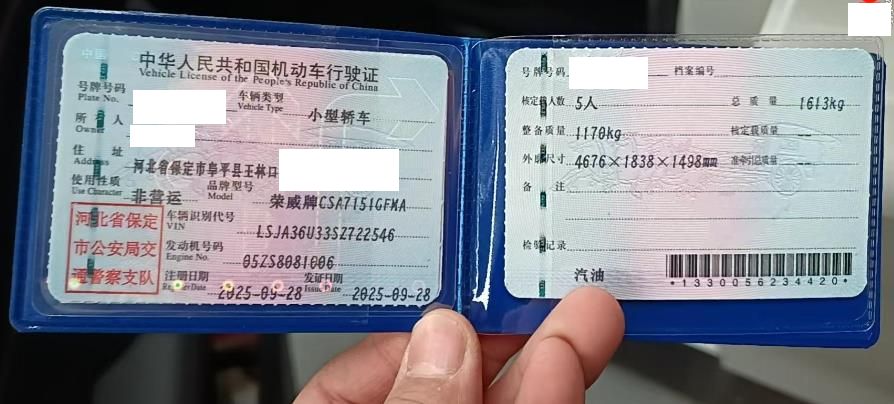 中华人民共和国机动车行驶证
Vehicle License of the People's Republic of China
号牌号码 车辆类型 小型轿车
Plate No. Vehicle Type
所有人
Owner
住址 河北省保定市阜平县王林口
Address
使用性质 非营运 品牌型号 荣威牌CSA7151GFMA
Use Character Model
河北省保定
市公安局交
通警察支队
车辆识别代号 LSJA36U33SZ722546
VIN
发动机号码 05ZS8081006
Engine No.
注册日期 2025-09-28 发证日期 2025-09-28
Register Date Issue Date
号牌号码 档案编号
核定载人数 5人 总质量 1613kg
整备质量 1170kg 核定载质量 --
外廓尺寸 4676×1838×1498mm 准牵引总质量 --
备注
检验记录
汽油
*1330056234420*